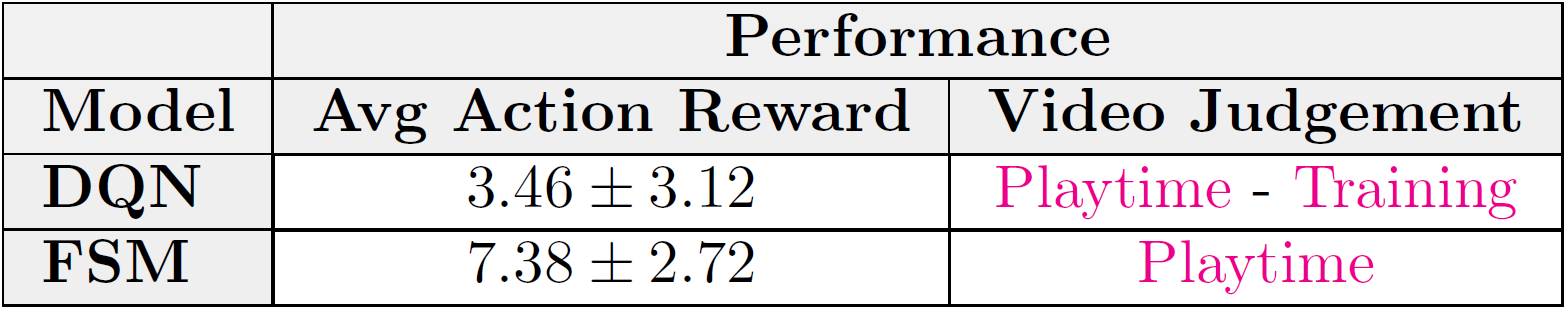 Performance
Model Avg Action Reward Video Judgement
DQN 3.46 ± 3.12 Playtime - Training
FSM 7.38 ± 2.72 Playtime